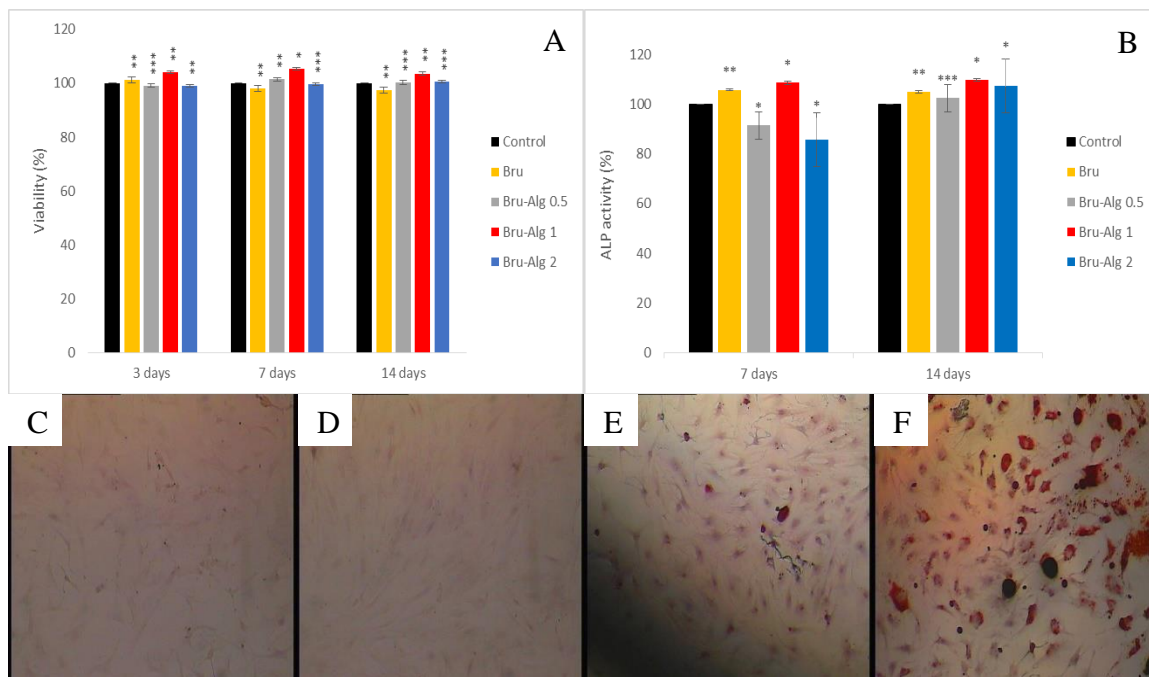 A
120
100
80
60
40
20
0
Viability (%)
** *** ** **
** ** * ***
** *** ** ***
3 days 7 days 14 days
Control
Bru
Bru-Alg 0.5
Bru-Alg 1
Bru-Alg 2
B
120
100
80
60
40
20
0
ALP activity (%)
** * * *
** *** * *
7 days 14 days
Control
Bru
Bru-Alg 0.5
Bru-Alg 1
Bru-Alg 2
C D E F